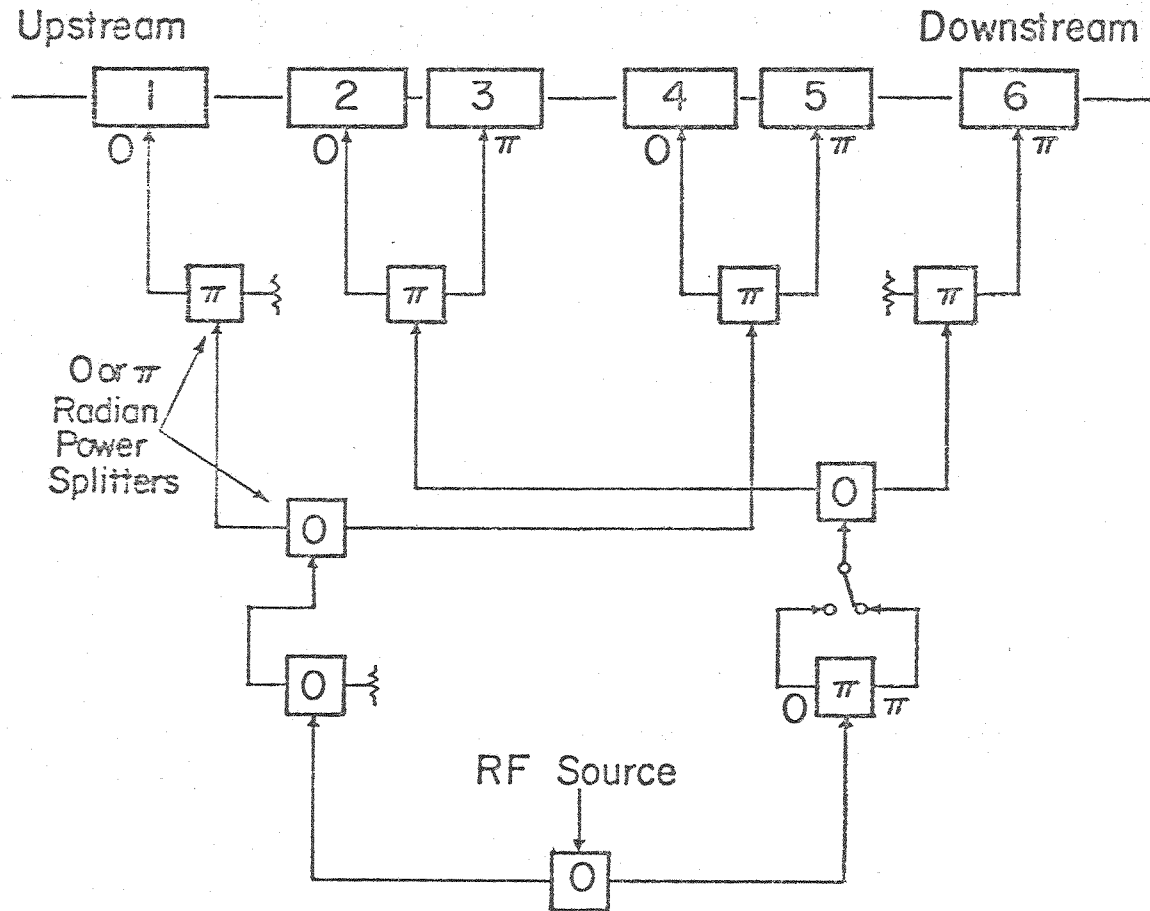 Upstream
Downstream
1
2
3
4
5
6
0
0
π
0
π
π
π
π
π
π
0 or π
Radian
Power
Splitters
0
0
0
π
0
π
RF Source
0